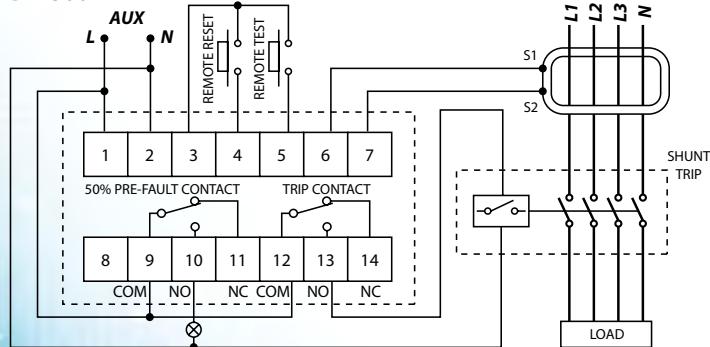 AUX
L N
REMOTE RESET
REMOTE TEST
L1 L2 L3 N
S1
S2
1 2 3 4 5 6 7
SHUNT
TRIP
50% PRE-FAULT CONTACT TRIP CONTACT
8 9 10 11 12 13 14
COM NO NC COM NO NC
LOAD